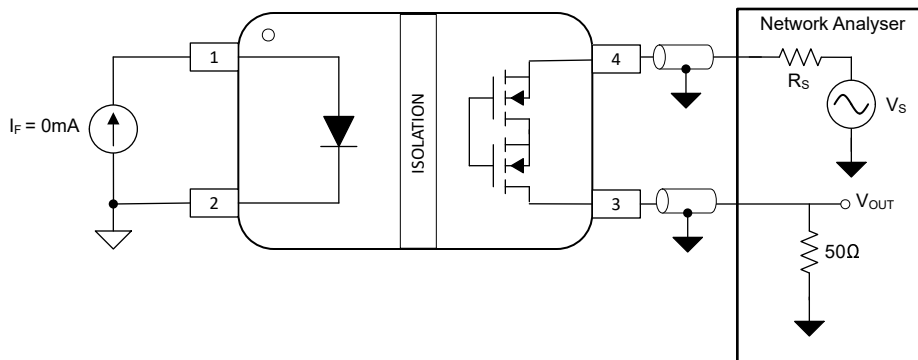 Network Analyser
1
4
R_S
V_S
I_F = 0mA
ISOLATION
2
3
V_OUT
50Ω